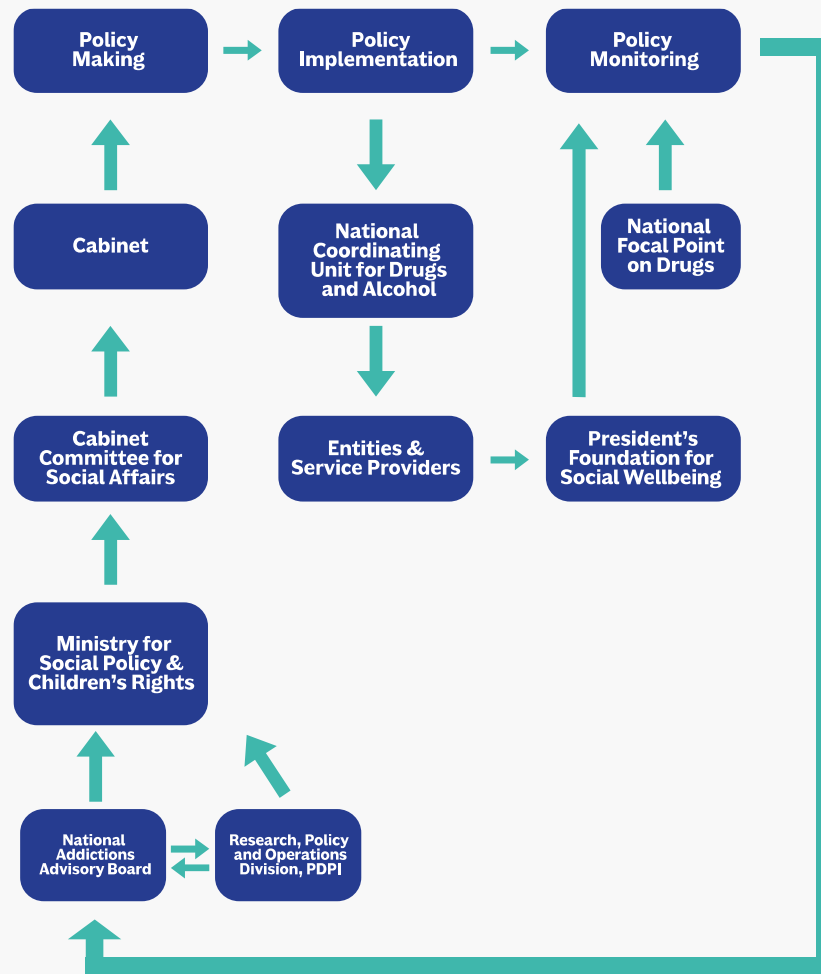 Policy
Making
Policy
Implementation
Policy
Monitoring
Cabinet
National
Coordinating
Unit for Drugs
and Alcohol
National
Focal Point
on Drugs
Cabinet
Committee for
Social Affairs
Entities &
Service Providers
President’s
Foundation for
Social Wellbeing
Ministry for
Social Policy &
Children’s Rights
National
Addictions
Advisory Board
Research, Policy
and Operations
Division, PDPI